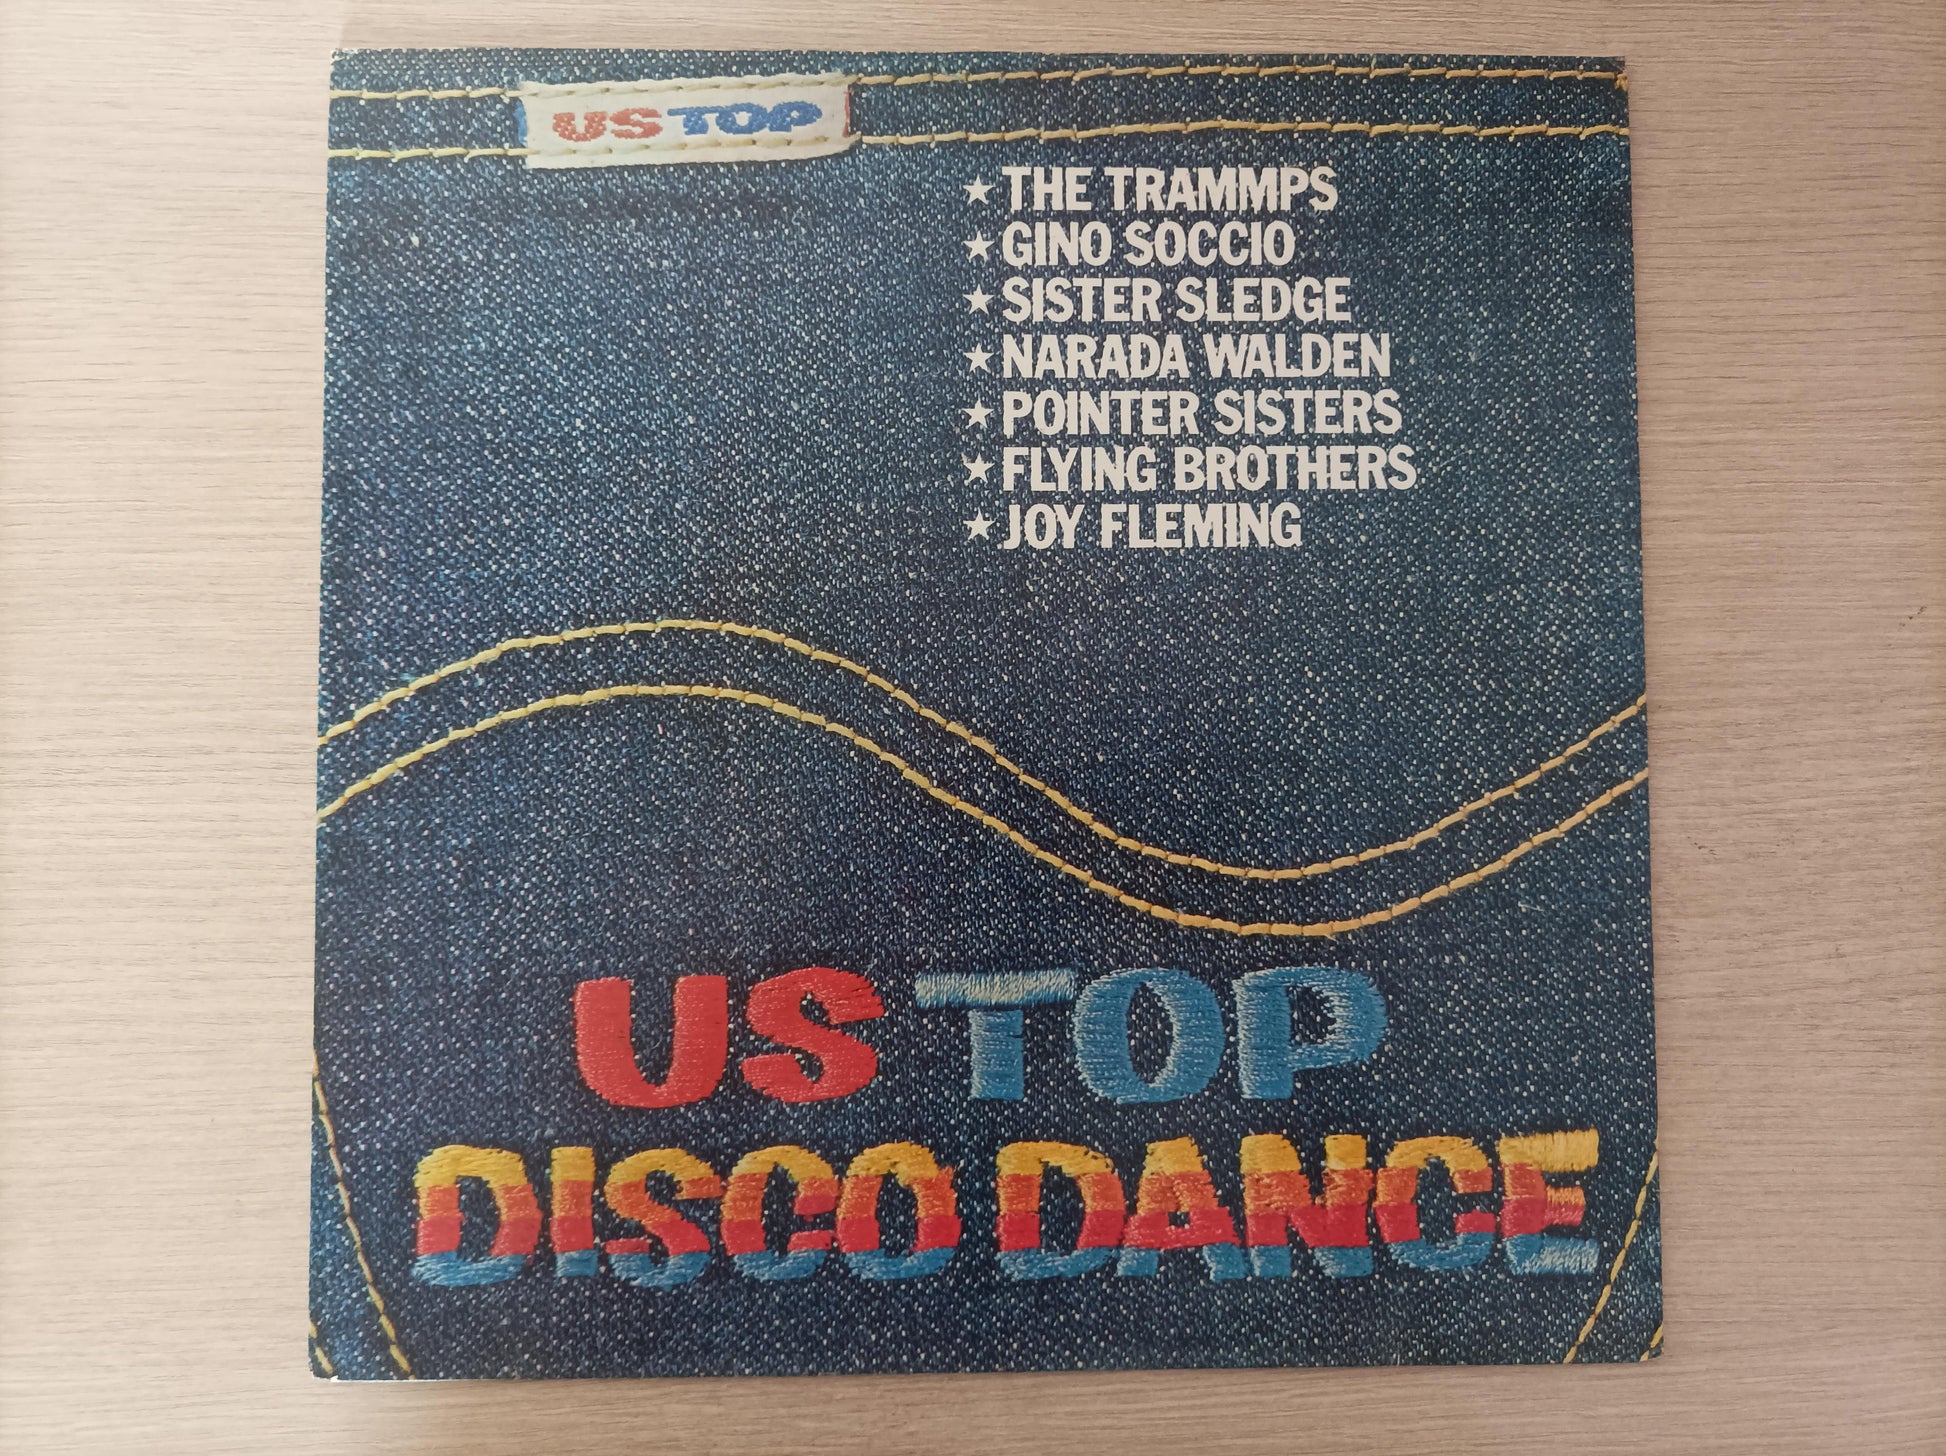 US TOP
★ THE TRAMMPS
★ GINO SOCCIO
★ SISTER SLEDGE
★ NARADA WALDEN
★ POINTER SISTERS
★ FLYING BROTHERS
★ JOY FLEMING
US TOP
DISCO DANCE